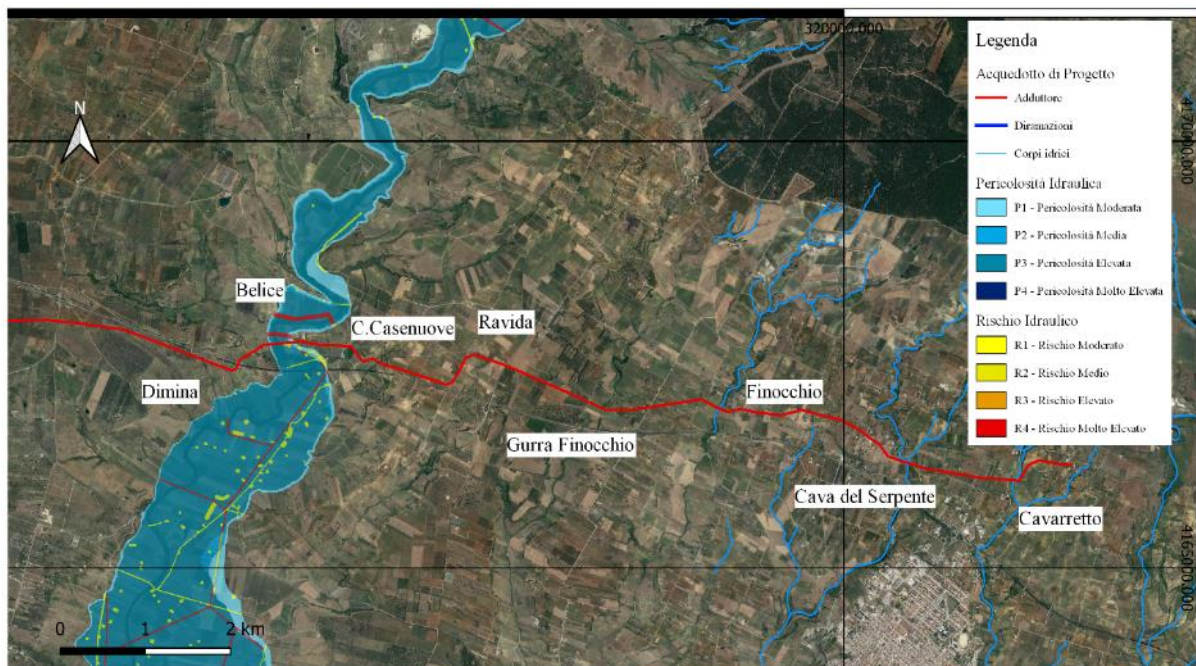 320000.000
4170000.000
4165000.000
N
Belice
C.Casenuove
Ravida
Dimina
Finocchio
Gurra Finocchio
Cava del Serpente
Cavarretto
0 1 2 km
Legenda
Acquedotto di Progetto
Adduttore
Diramazioni
Corpi idrici
Pericolosità Idraulica
P1 - Pericolosità Moderata
P2 - Pericolosità Media
P3 - Pericolosità Elevata
P4 - Pericolosità Molto Elevata
Rischio Idraulico
R1 - Rischio Moderato
R2 - Rischio Medio
R3 - Rischio Elevato
R4 - Rischio Molto Elevato